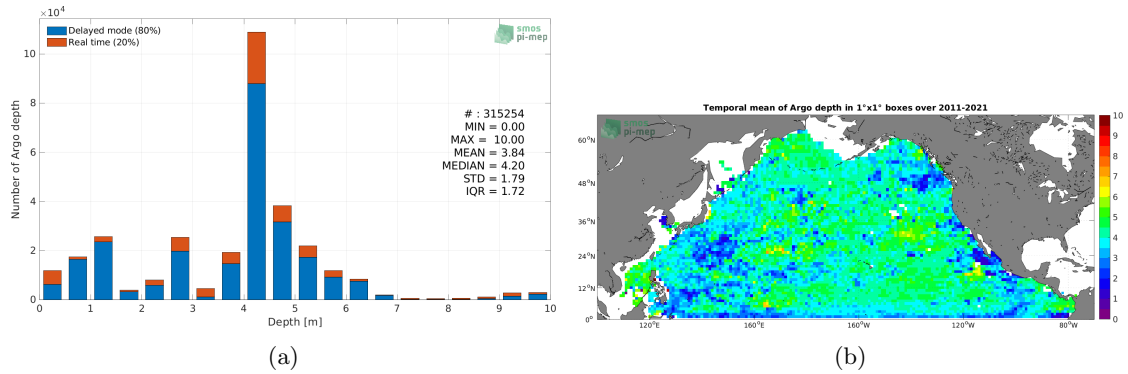 ×10⁴
Delayed mode (80%)
Real time (20%)
smos
pi-mep
# : 315254
MIN = 0.00
MAX = 10.00
MEAN = 3.84
MEDIAN = 4.20
STD = 1.79
IQR = 1.72
Number of Argo depth
10
8
6
4
2
0
0 1 2 3 4 5 6 7 8 9 10
Depth [m]
(a)
Temporal mean of Argo depth in 1°x1° boxes over 2011-2021
smos
pi-mep
60°N
48°N
36°N
24°N
12°N
0°
120°E 160°E 160°W 120°W 80°W
10
9
8
7
6
5
4
3
2
1
0
(b)